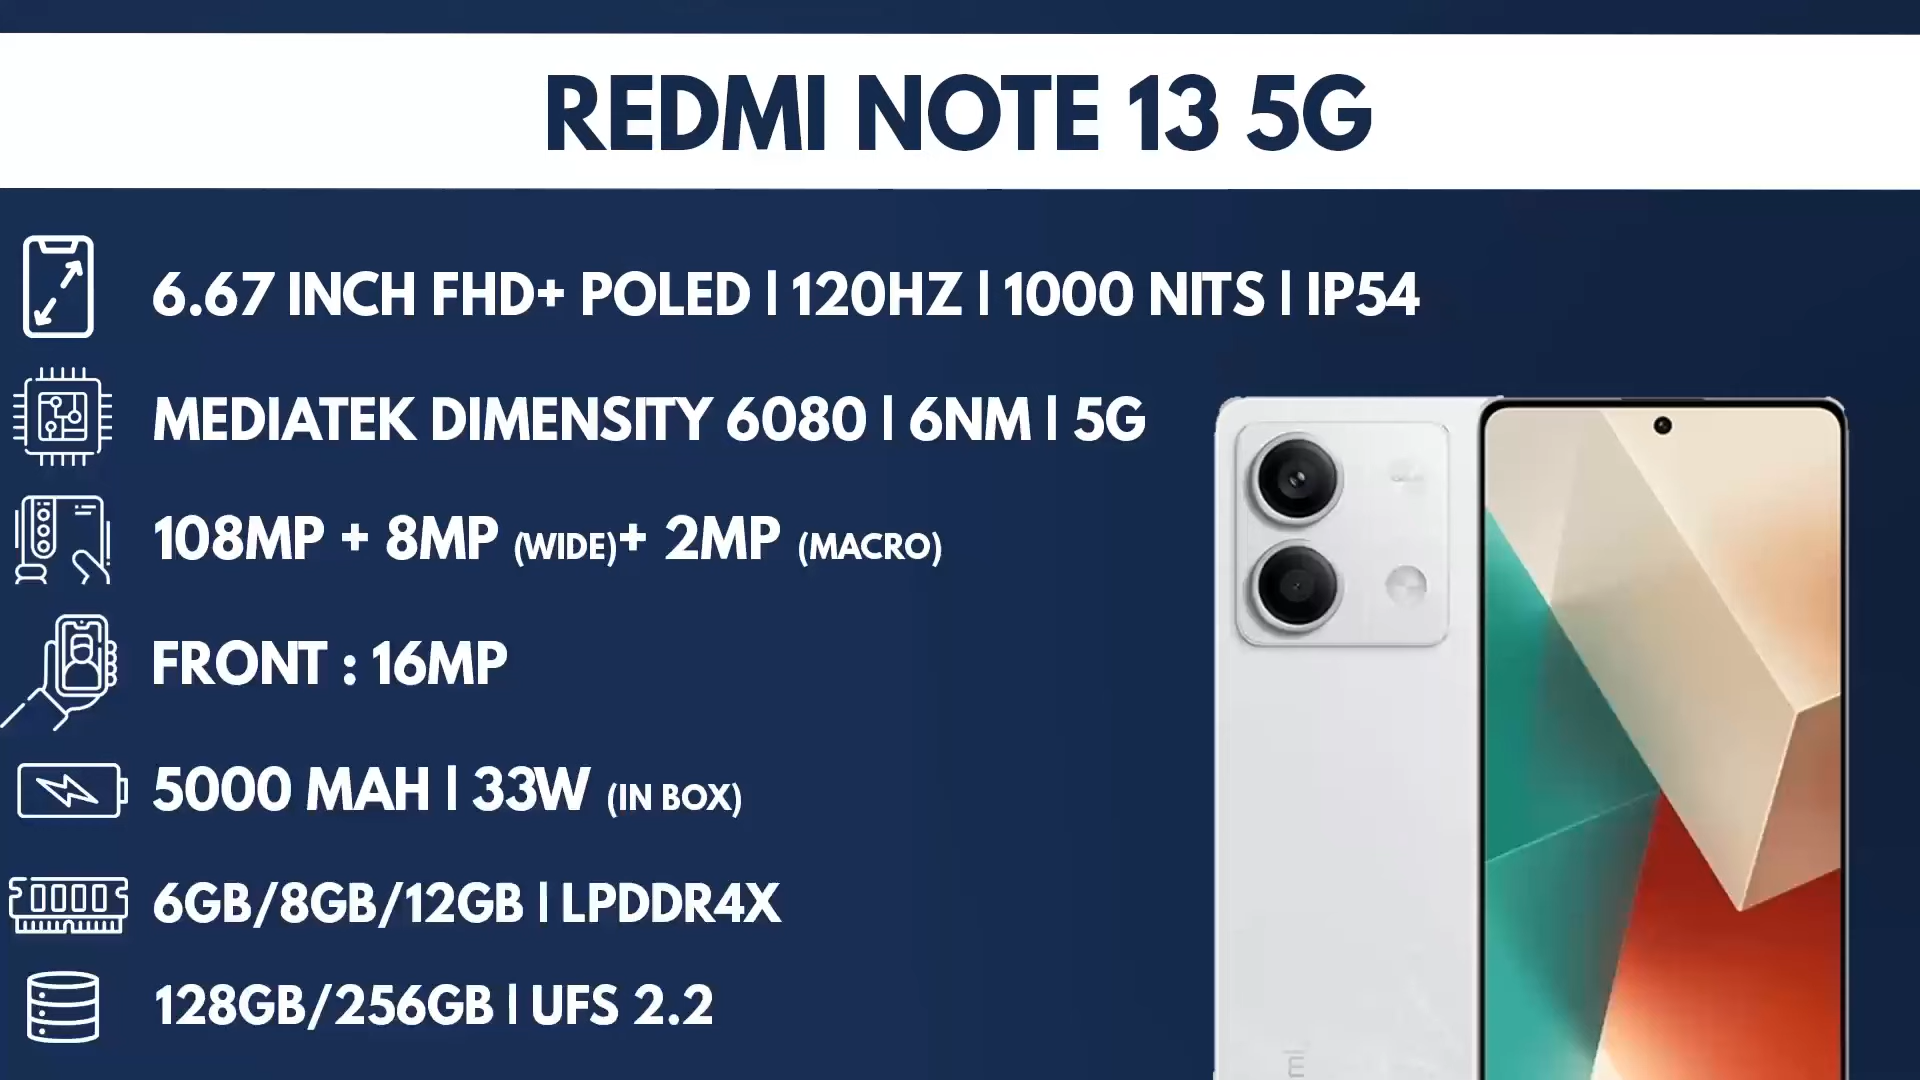 REDMI NOTE 13 5G
6.67 INCH FHD+ POLED | 120HZ | 1000 NITS | IP54
MEDIATEK DIMENSITY 6080 | 6NM | 5G
108MP + 8MP (WIDE)+ 2MP (MACRO)
FRONT : 16MP
5000 MAH | 33W (IN BOX)
6GB/8GB/12GB | LPDDR4X
128GB/256GB | UFS 2.2